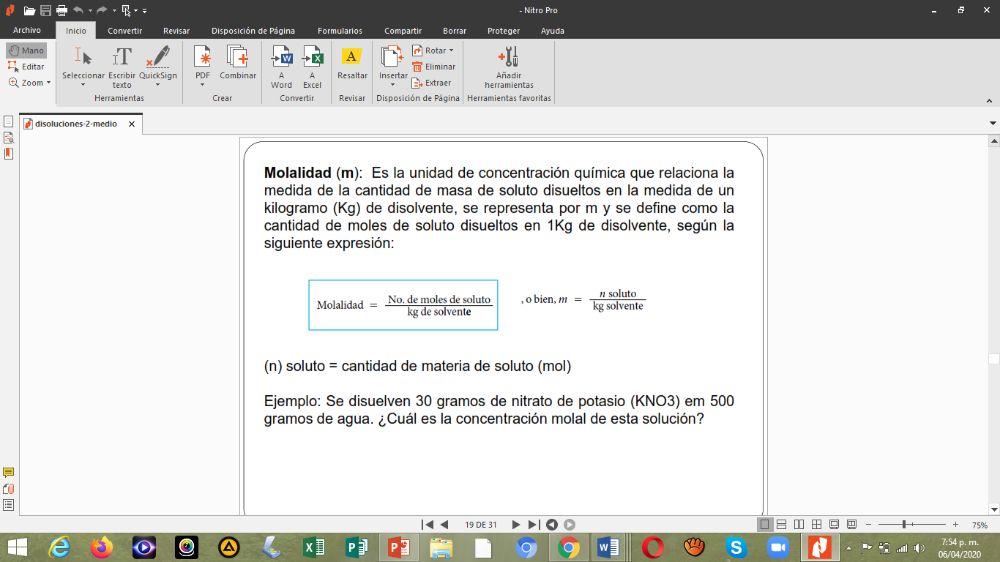 - Nitro Pro
Archivo Inicio Convertir Revisar Disposición de Página Formularios Compartir Borrar Proteger Ayuda
Mano
Editar
Zoom
Seleccionar
Escribir texto
QuickSign
Herramientas
PDF
Combinar
Crear
A Word
A Excel
Convertir
A
Resaltar
Revisar
Insertar
Rotar
Eliminar
Extraer
Disposición de Página
Añadir herramientas
Herramientas favoritas
disoluciones-2-medio
Molalidad (m): Es la unidad de concentración química que relaciona la
medida de la cantidad de masa de soluto disueltos en la medida de un
kilogramo (Kg) de disolvente, se representa por m y se define como la
cantidad de moles de soluto disueltos en 1Kg de disolvente, según la
siguiente expresión:
Molalidad = No. de moles de soluto
kg de solvente
, o bien, m = n soluto
kg solvente
(n) soluto = cantidad de materia de soluto (mol)
Ejemplo: Se disuelven 30 gramos de nitrato de potasio (KNO3) em 500
gramos de agua. ¿Cuál es la concentración molal de esta solución?
19 DE 31
75%
7:54 p. m.
06/04/2020